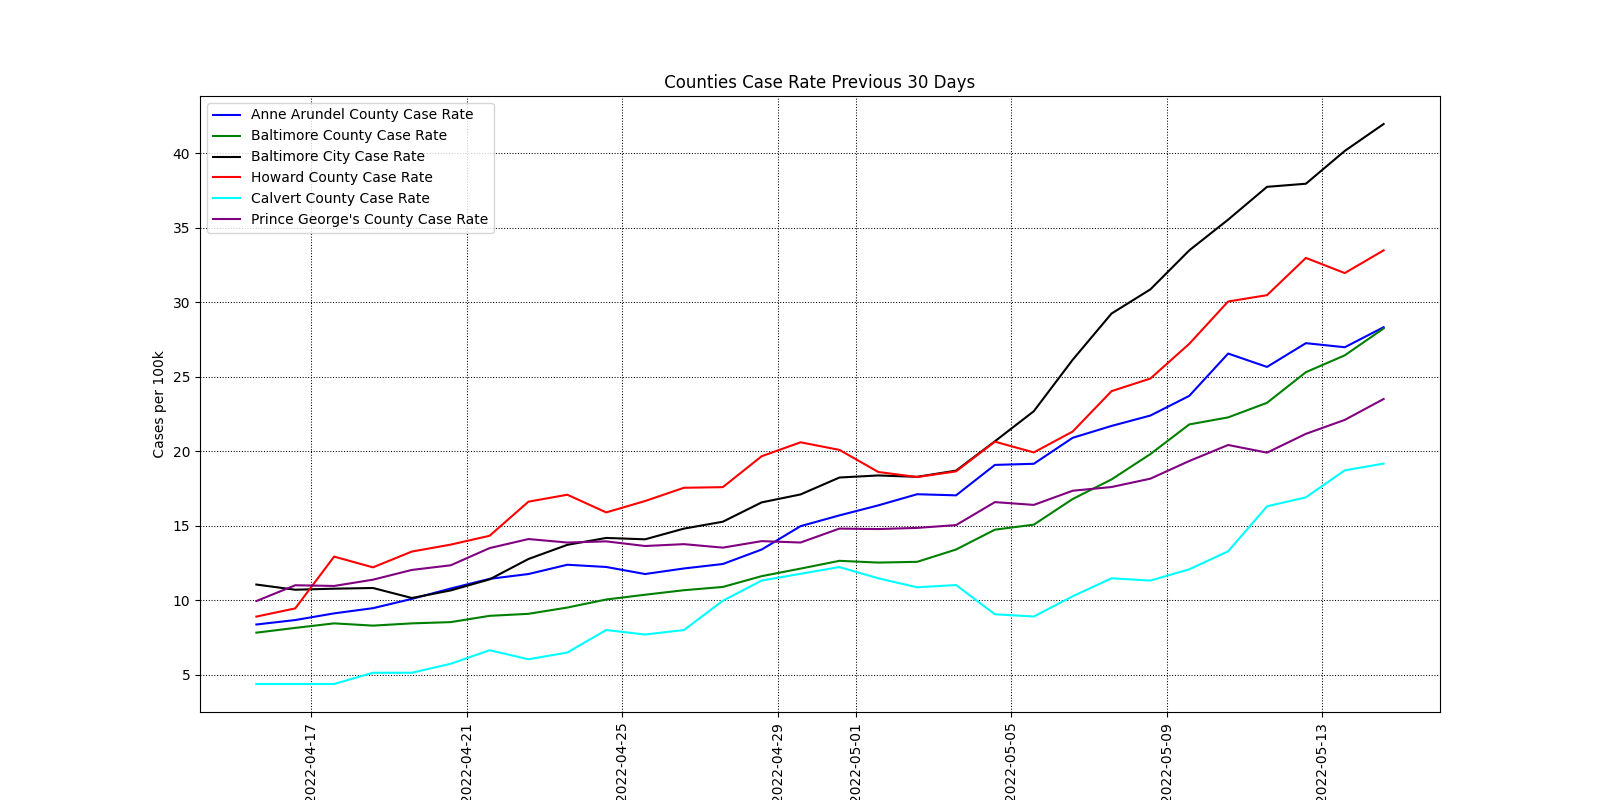 Counties Case Rate Previous 30 Days
Anne Arundel County Case Rate
Baltimore County Case Rate
Baltimore City Case Rate
Howard County Case Rate
Calvert County Case Rate
Prince George's County Case Rate
Cases per 100k
40
35
30
25
20
15
10
5
2022-04-17
2022-04-21
2022-04-25
2022-04-29
2022-05-01
2022-05-05
2022-05-09
2022-05-13